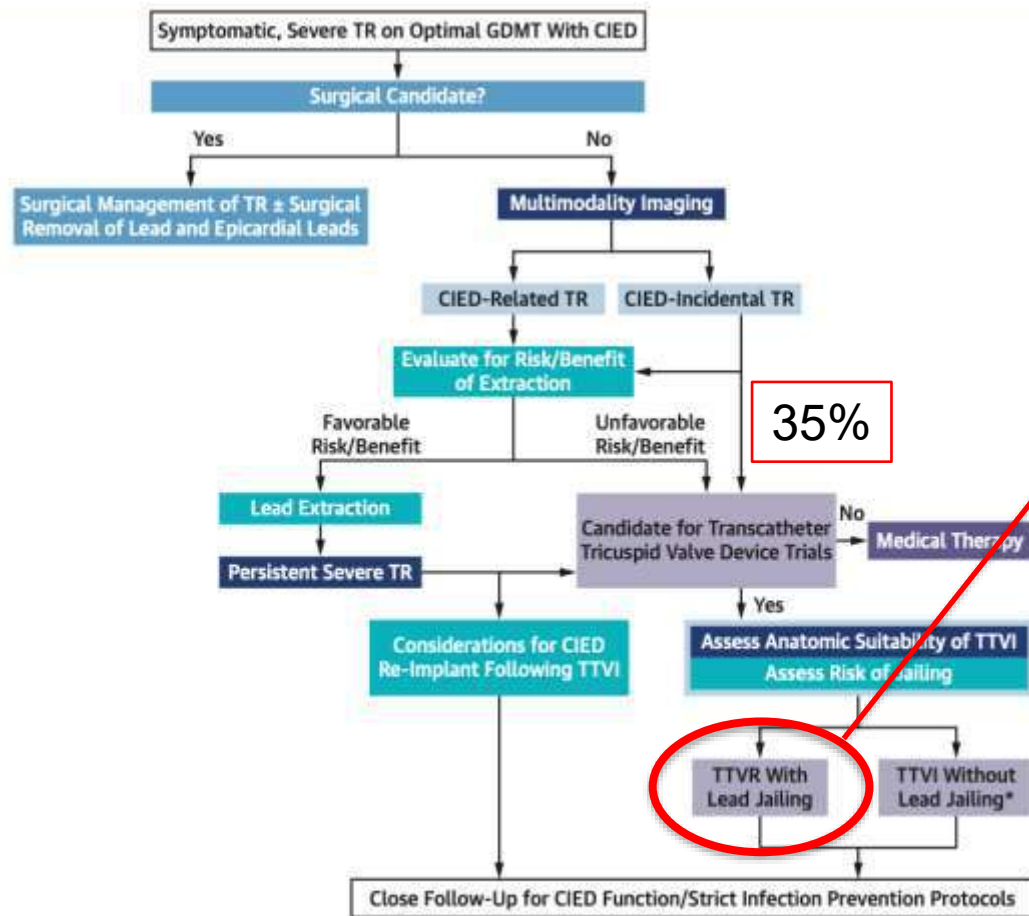 Symptomatic, Severe TR on Optimal GDMT With CIED
Surgical Candidate?
Yes
No
Surgical Management of TR ± Surgical
Removal of Lead and Epicardial Leads
Multimodality Imaging
CIED-Related TR
CIED-Incidental TR
Evaluate for Risk/Benefit
of Extraction
35%
Favorable
Risk/Benefit
Unfavorable
Risk/Benefit
Lead Extraction
Candidate for Transcatheter
Tricuspid Valve Device Trials
No
Medical Therapy
Persistent Severe TR
Yes
Considerations for CIED
Re-Implant Following TTVI
Assess Anatomic Suitability of TTVI
Assess Risk of Jailing
TTVR With
Lead Jailing
TTVI Without
Lead Jailing*
Close Follow-Up for CIED Function/Strict Infection Prevention Protocols